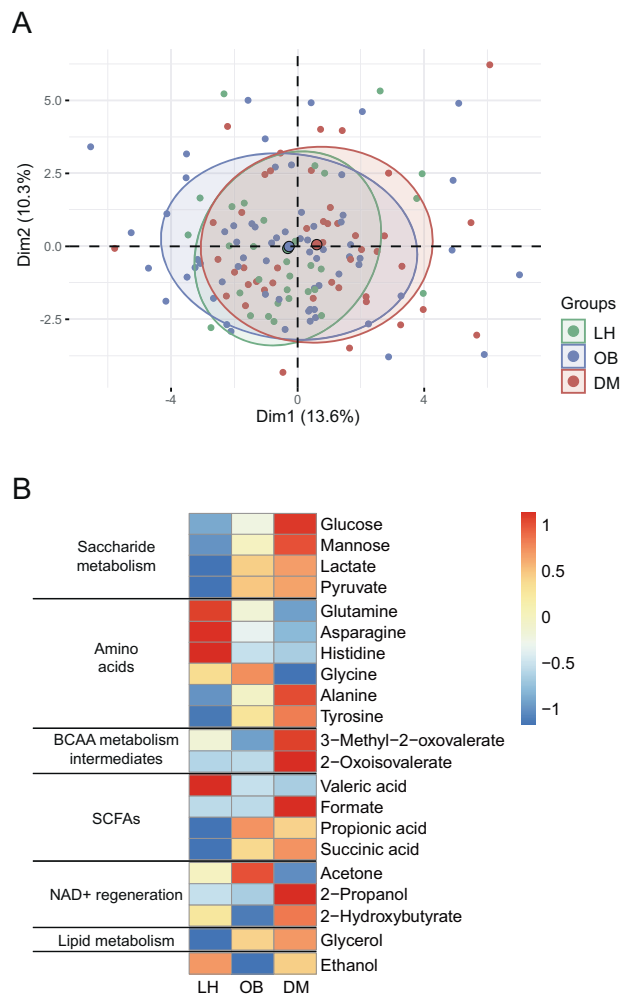 A
5.0
2.5
0.0
-2.5
Dim2 (10.3%)
-4
0
4
Dim1 (13.6%)
Groups
LH
OB
DM
B
Saccharide
metabolism
Glucose
Mannose
Lactate
Pyruvate
Amino
acids
Glutamine
Asparagine
Histidine
Glycine
Alanine
Tyrosine
BCAA metabolism
intermediates
3−Methyl−2−oxovalerate
2−Oxoisovalerate
SCFAs
Valeric acid
Formate
Propionic acid
Succinic acid
NAD+ regeneration
Acetone
2−Propanol
2−Hydroxybutyrate
Lipid metabolism
Glycerol
Ethanol
LH OB DM
1
0.5
0
−0.5
−1